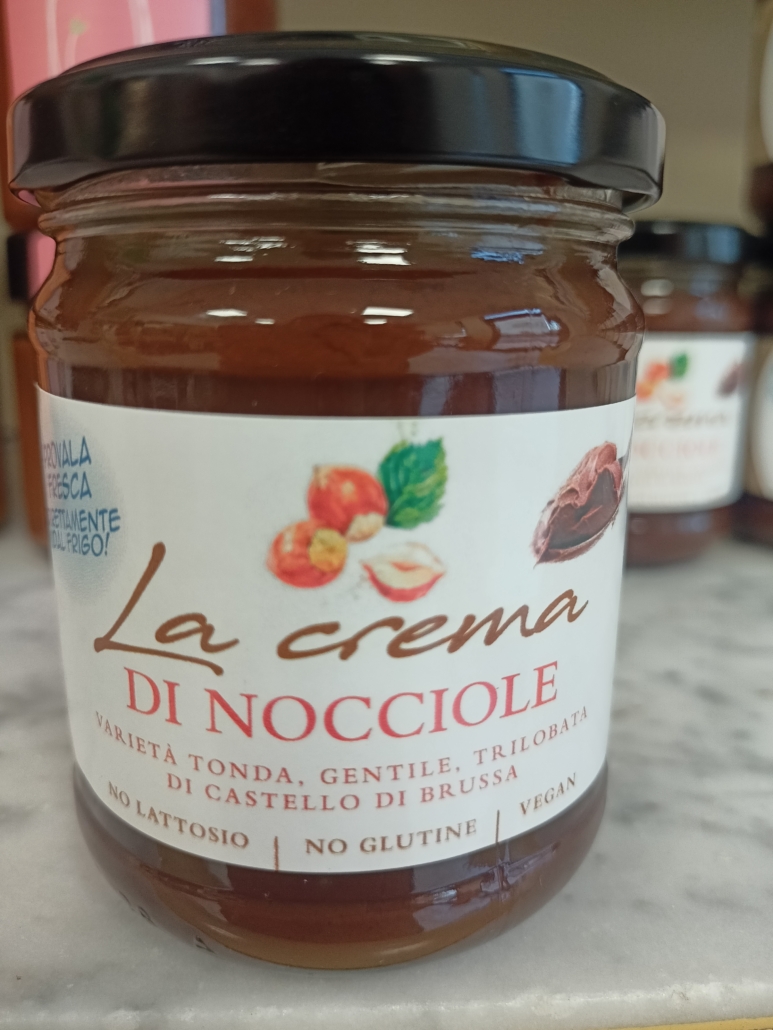 PROVALA
FRESCA
DIRETTAMENTE
DAL FRIGO!
La crema
DI NOCCIOLE
VARIETÀ TONDA, GENTILE, TRILOBATA
DI CASTELLO DI BRUSSA
NO LATTOSIO | NO GLUTINE | VEGAN